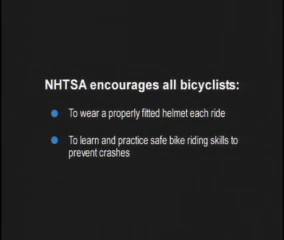 NHTSA encourages all bicyclists:
To wear a properly fitted helmet each ride
To learn and practice safe bike riding skills to
prevent crashes